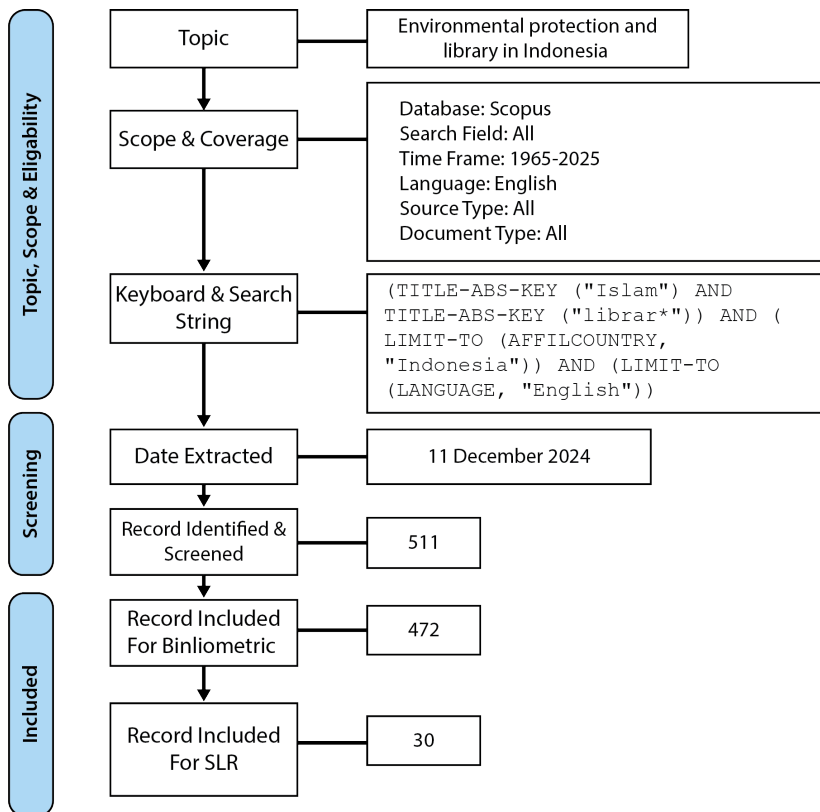 Topic, Scope & Eligability
Topic
Environmental protection and
library in Indonesia
Scope & Coverage
Database: Scopus
Search Field: All
Time Frame: 1965-2025
Language: English
Source Type: All
Document Type: All
Keyboard & Search
String
(TITLE-ABS-KEY ("Islam") AND
TITLE-ABS-KEY ("librar*")) AND (
LIMIT-TO (AFFILCOUNTRY,
"Indonesia")) AND (LIMIT-TO
(LANGUAGE, "English"))
Screening
Date Extracted
11 December 2024
Record Identified &
Screened
511
Included
Record Included
For Binliometric
472
Record Included
For SLR
30